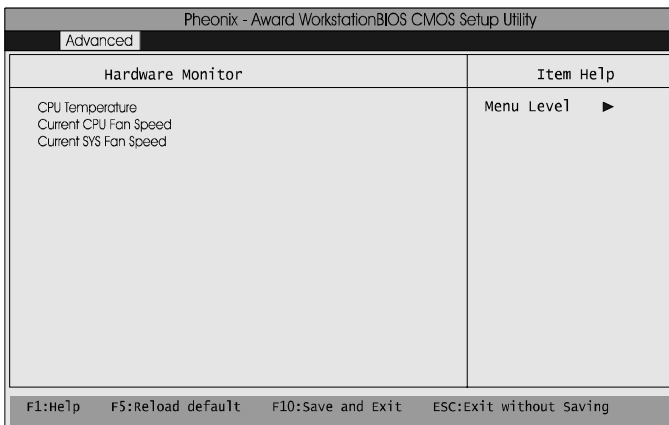 Pheonix - Award WorkstationBIOS CMOS Setup Utility
Advanced
Hardware Monitor
Item Help
CPU Temperature
Current CPU Fan Speed
Current SYS Fan Speed
Menu Level ▶
F1:Help F5:Reload default F10:Save and Exit ESC:Exit without Saving